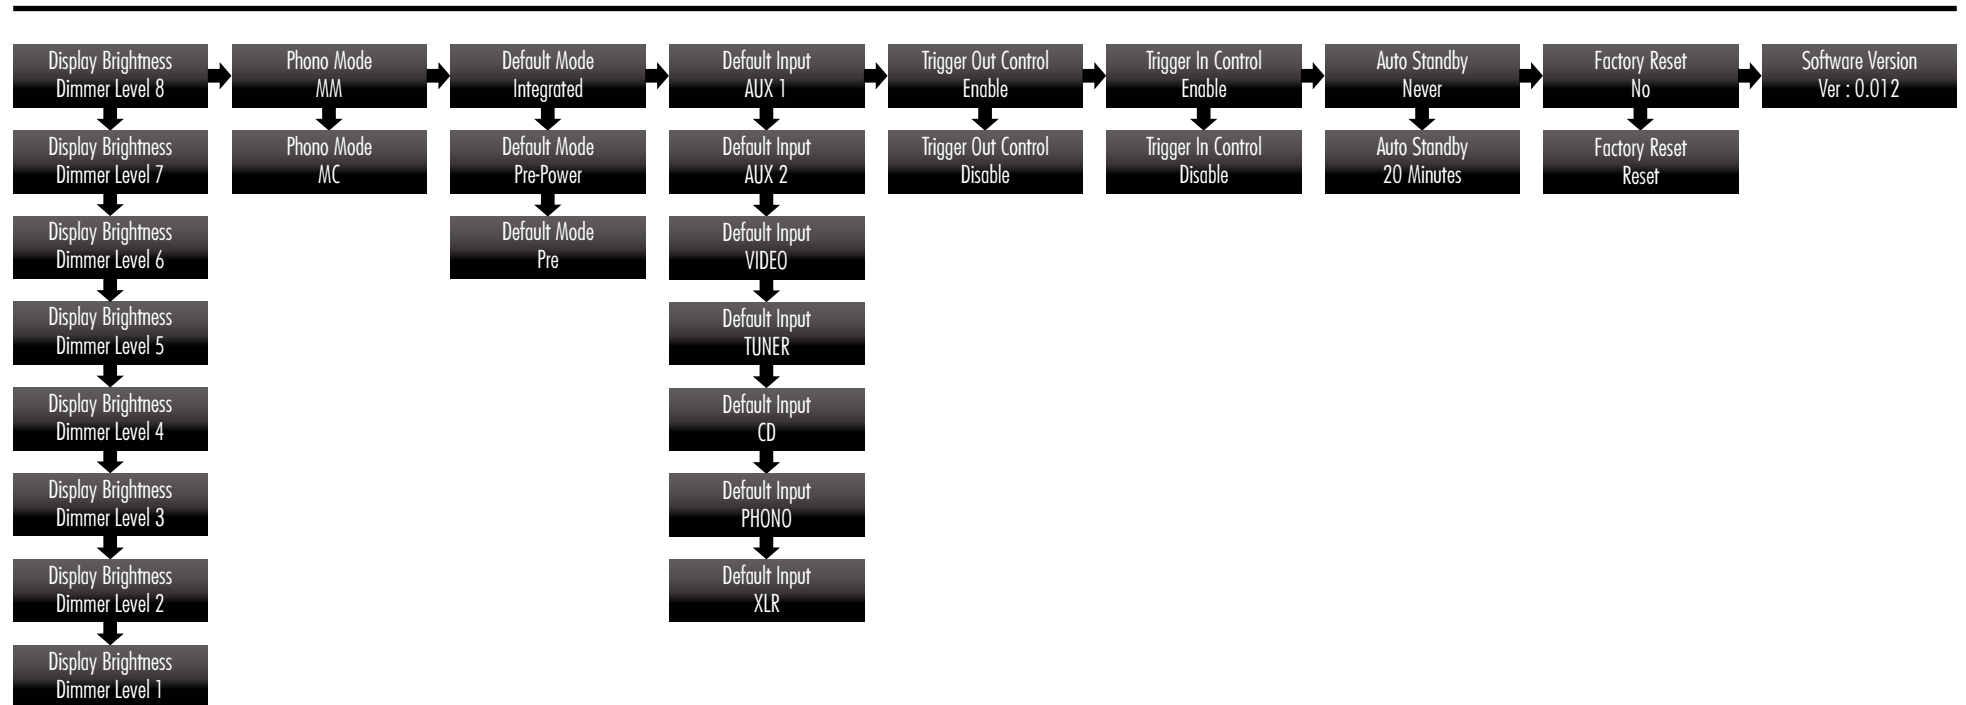 Display Brightness
Dimmer Level 8
Phono Mode
MM
Default Mode
Integrated
Default Input
AUX 1
Trigger Out Control
Enable
Trigger In Control
Enable
Auto Standby
Never
Factory Reset
No
Software Version
Ver : 0.012
Display Brightness
Dimmer Level 7
Phono Mode
MC
Default Mode
Pre-Power
Default Input
AUX 2
Trigger Out Control
Disable
Trigger In Control
Disable
Auto Standby
20 Minutes
Factory Reset
Reset
Display Brightness
Dimmer Level 6
Default Mode
Pre
Default Input
VIDEO
Display Brightness
Dimmer Level 5
Default Input
TUNER
Display Brightness
Dimmer Level 4
Default Input
CD
Display Brightness
Dimmer Level 3
Default Input
PHONO
Display Brightness
Dimmer Level 2
Default Input
XLR
Display Brightness
Dimmer Level 1